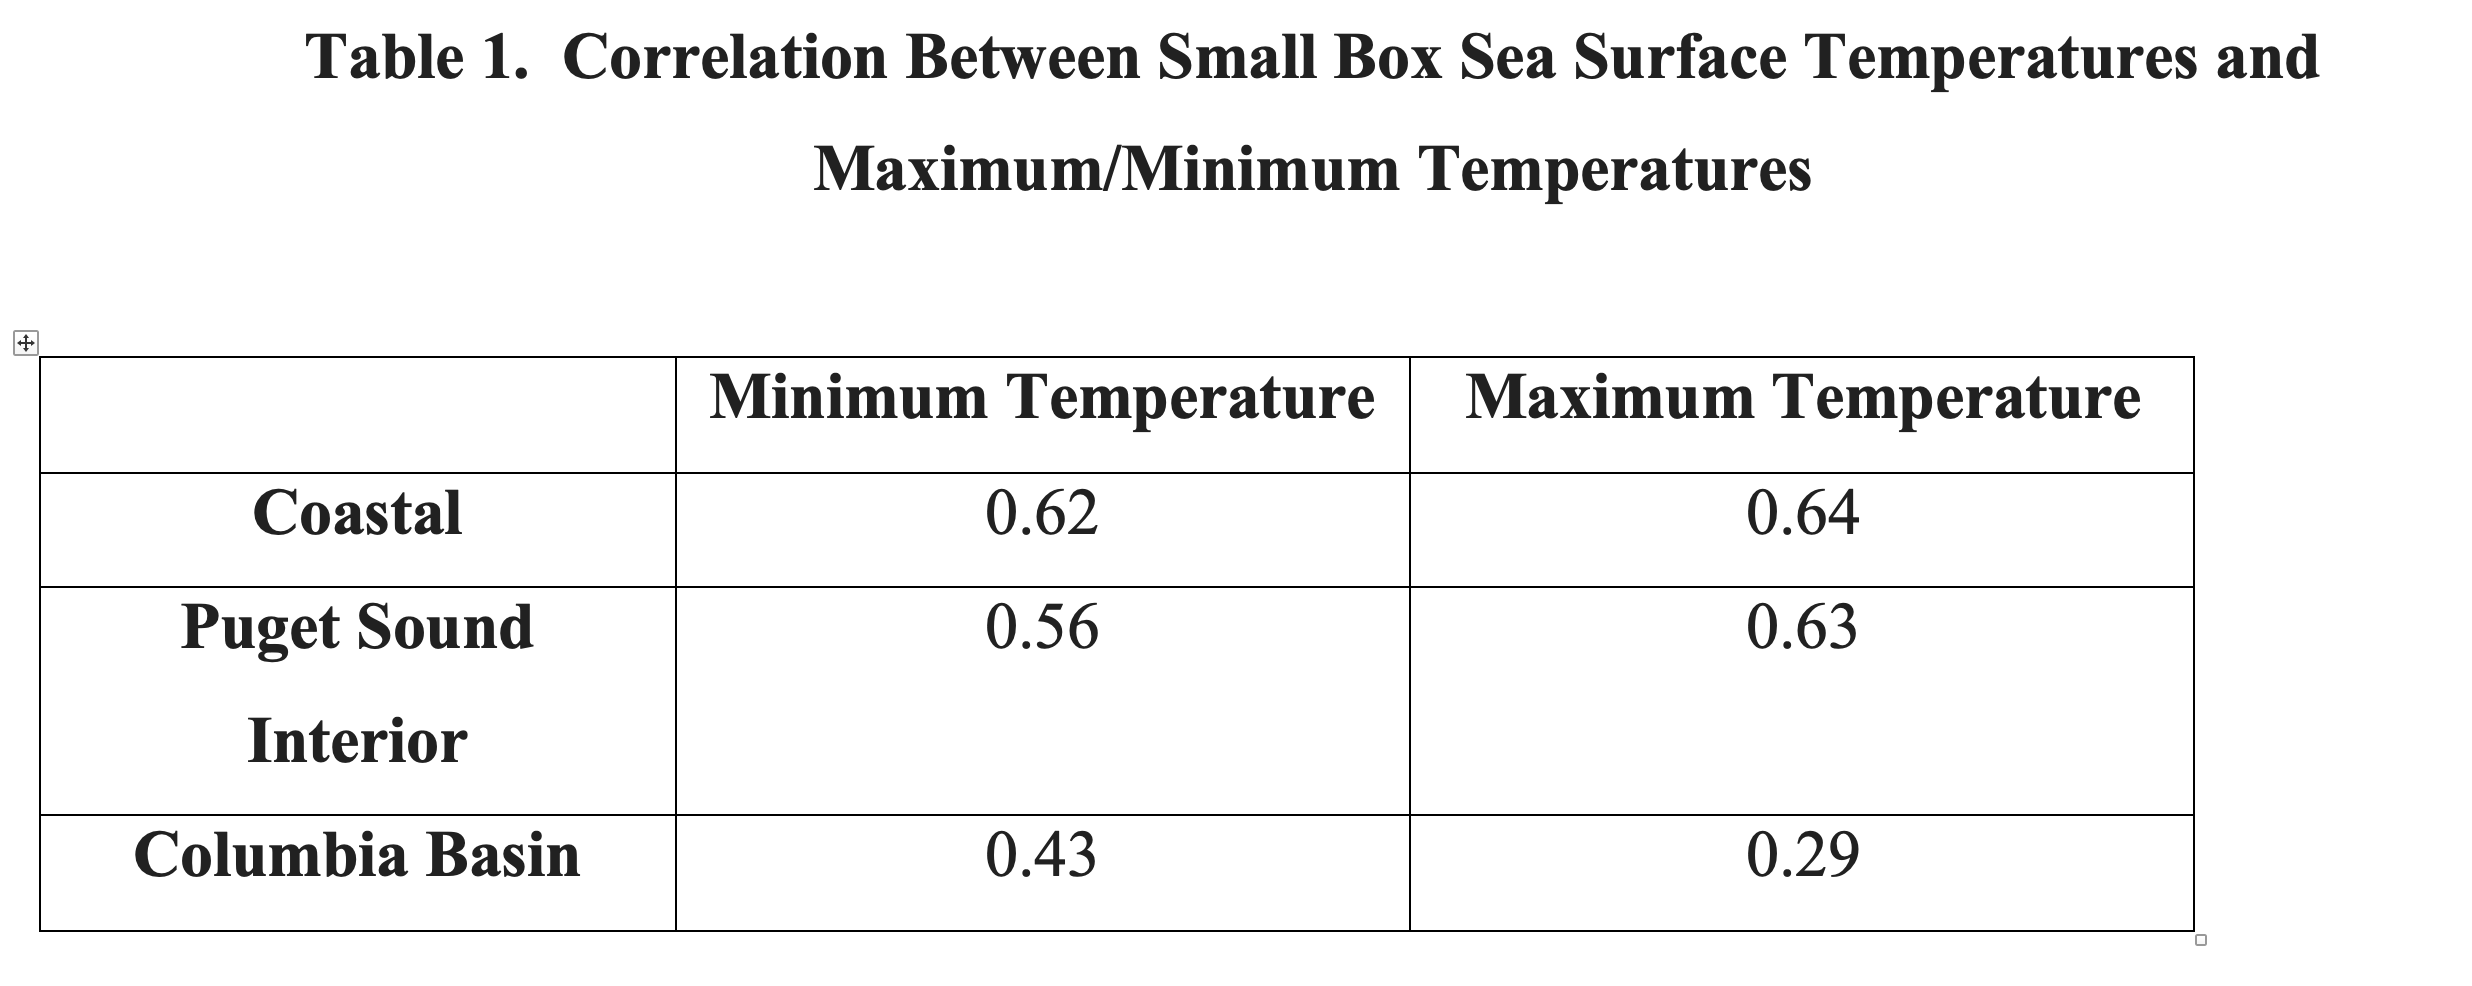 Table 1.  Correlation Between Small Box Sea Surface Temperatures and
Maximum/Minimum Temperatures
Minimum Temperature Maximum Temperature
Coastal 0.62 0.64
Puget Sound 0.56 0.63
Interior
Columbia Basin 0.43 0.29